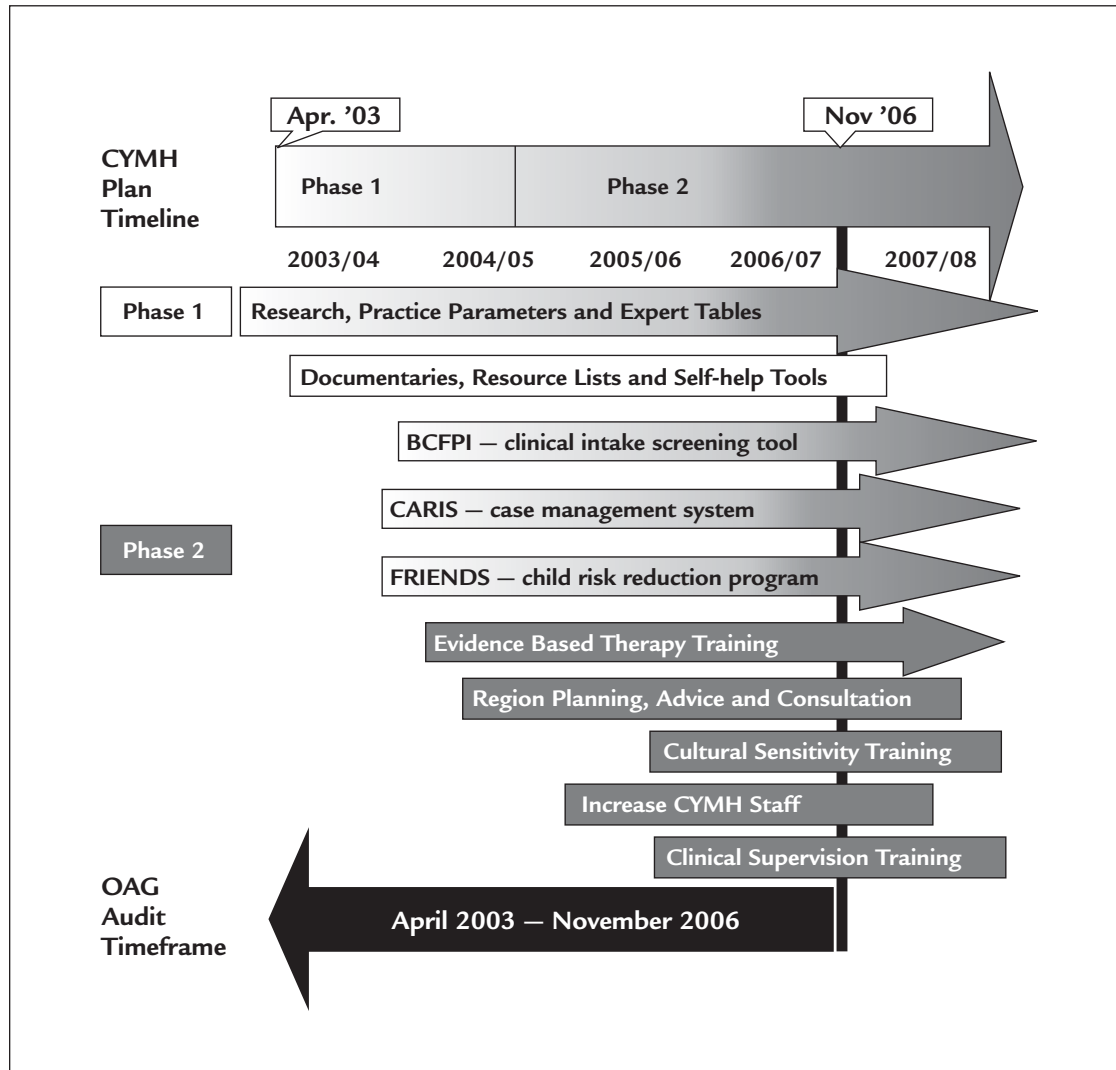 Apr. ’03
Nov ’06
CYMH
Plan
Timeline
Phase 1
Phase 2
2003/04
2004/05
2005/06
2006/07
2007/08
Phase 1
Research, Practice Parameters and Expert Tables
Documentaries, Resource Lists and Self-help Tools
BCFPI — clinical intake screening tool
CARIS — case management system
Phase 2
FRIENDS — child risk reduction program
Evidence Based Therapy Training
Region Planning, Advice and Consultation
Cultural Sensitivity Training
Increase CYMH Staff
Clinical Supervision Training
OAG
Audit
Timeframe
April 2003 — November 2006